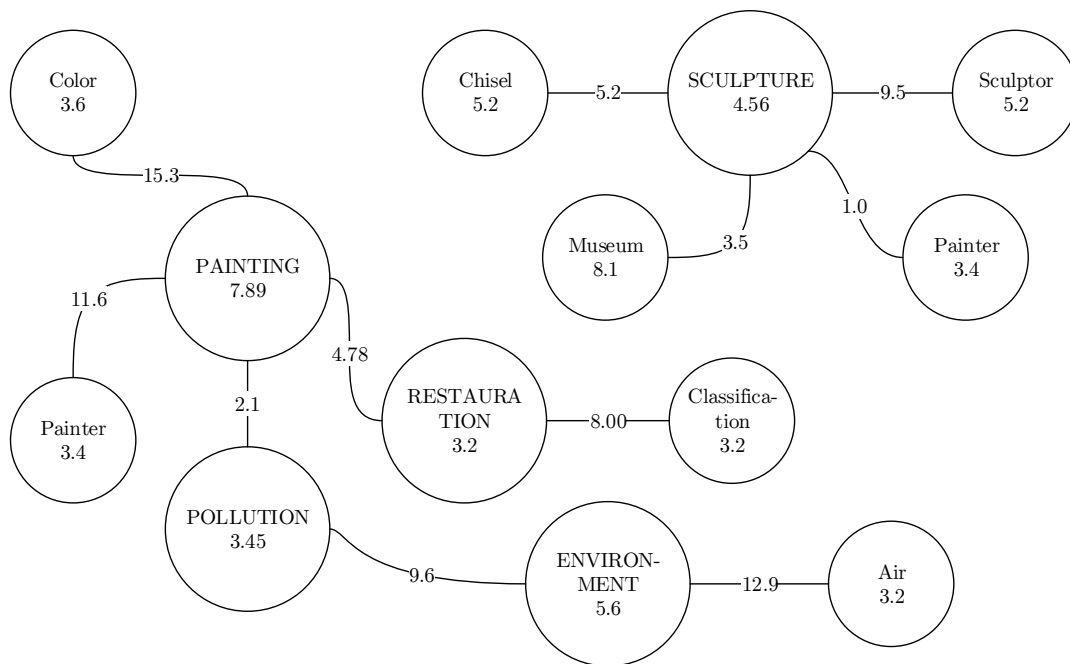 Color
3.6
Chisel
5.2
5.2
SCULPTURE
4.56
9.5
Sculptor
5.2
15.3
PAINTING
7.89
Museum
8.1
3.5
1.0
Painter
3.4
11.6
4.78
Painter
3.4
2.1
RESTAURA
TION
3.2
8.00
Classifica-
tion
3.2
POLLUTION
3.45
9.6
ENVIRON-
MENT
5.6
12.9
Air
3.2